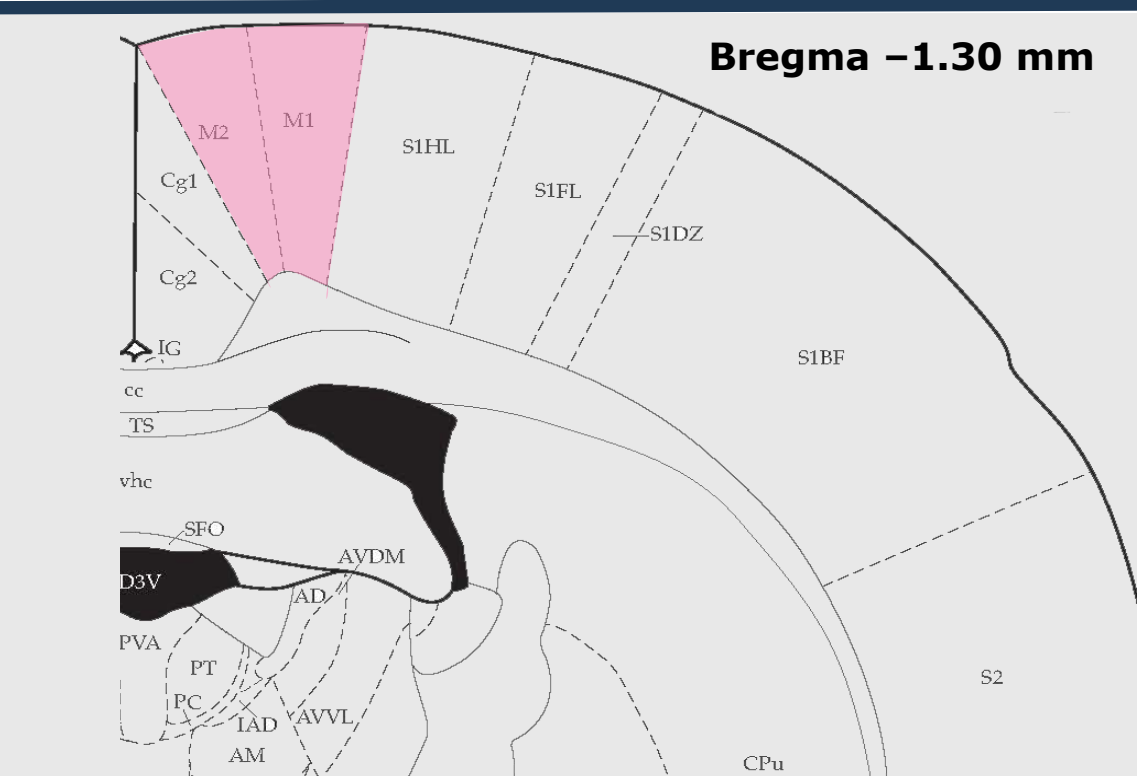 Bregma –1.30 mm
M2
M1
S1HL
Cg1
S1FL
S1DZ
Cg2
IG
S1BF
cc
TS
vhc
SFO
AVDM
D3V
AD
PVA
PT
S2
PC
IAD
AVVL
AM
CPu